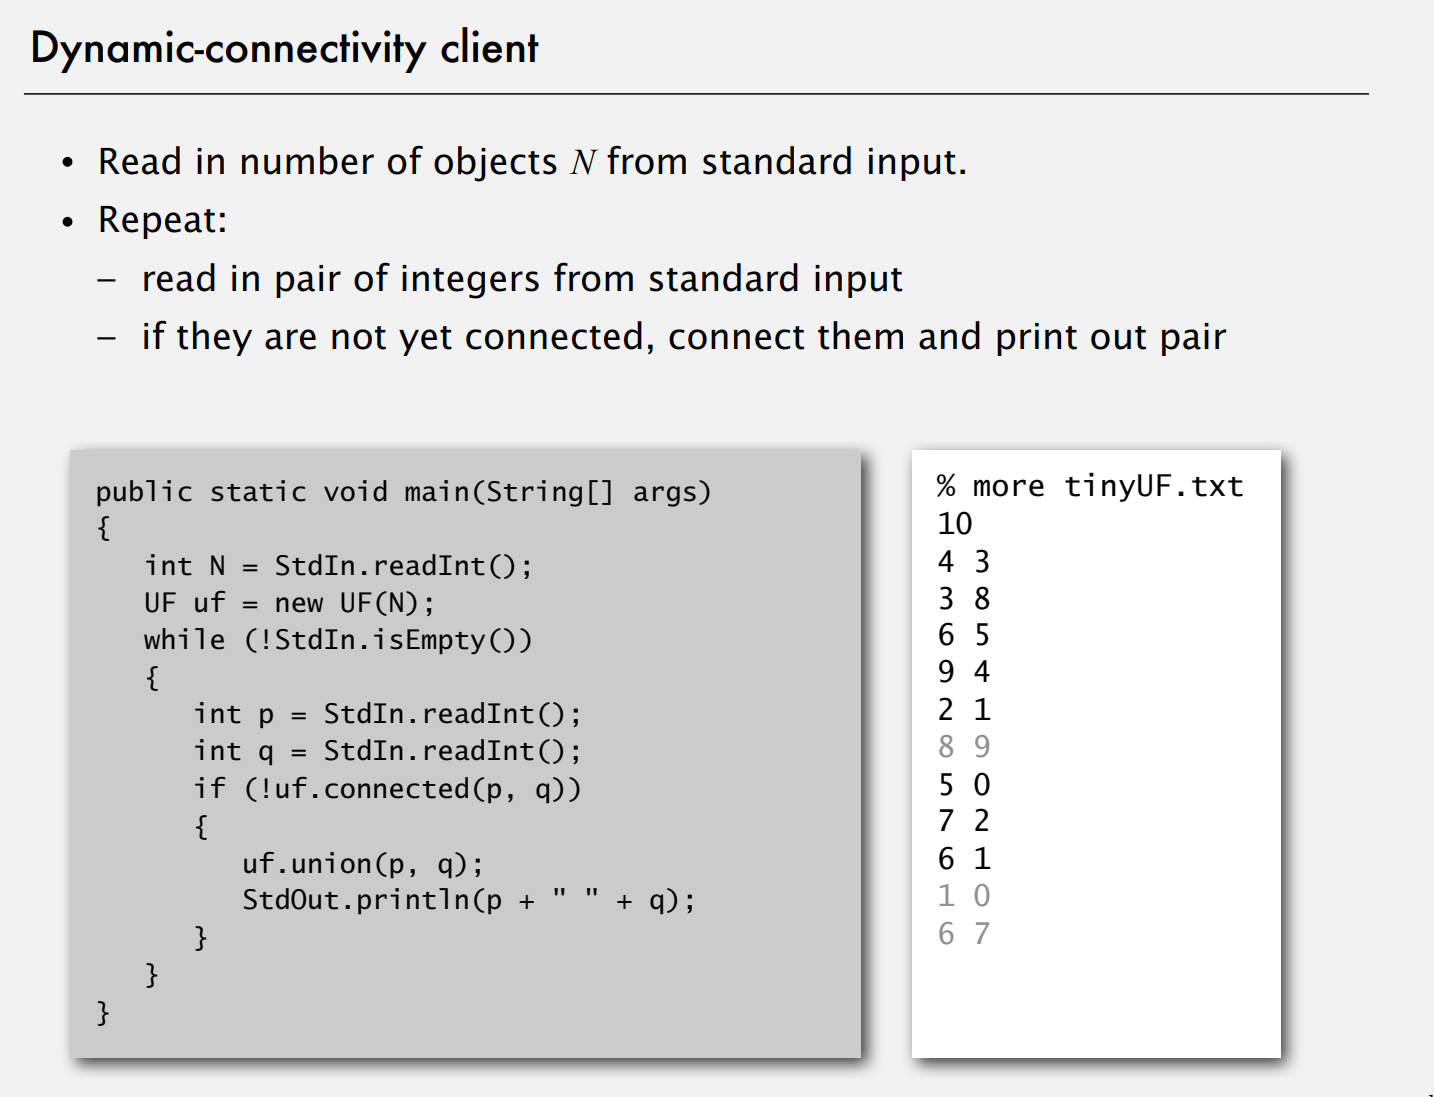 Dynamic-connectivity client
• Read in number of objects N from standard input.
• Repeat:
– read in pair of integers from standard input
– if they are not yet connected, connect them and print out pair
public static void main(String[] args)
{
   int N = StdIn.readInt();
   UF uf = new UF(N);
   while (!StdIn.isEmpty())
   {
      int p = StdIn.readInt();
      int q = StdIn.readInt();
      if (!uf.connected(p, q))
      {
         uf.union(p, q);
         StdOut.println(p + " " + q);
      }
   }
}
% more tinyUF.txt
10
4 3
3 8
6 5
9 4
2 1
8 9
5 0
7 2
6 1
1 0
6 7